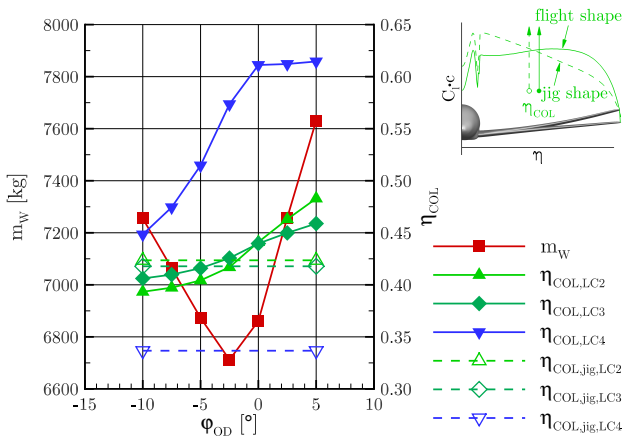 8000
7800
7600
7400
7200
7000
6800
6600
m_W [kg]
0.65
0.60
0.55
0.50
0.45
0.40
0.35
0.30
η_COL
-15 -10 -5 0 5 10
φ_OD [°]
flight shape
jig shape
η_COL
C_l·c
η
m_W
η_COL,LC2
η_COL,LC3
η_COL,LC4
η_COL,jig,LC2
η_COL,jig,LC3
η_COL,jig,LC4